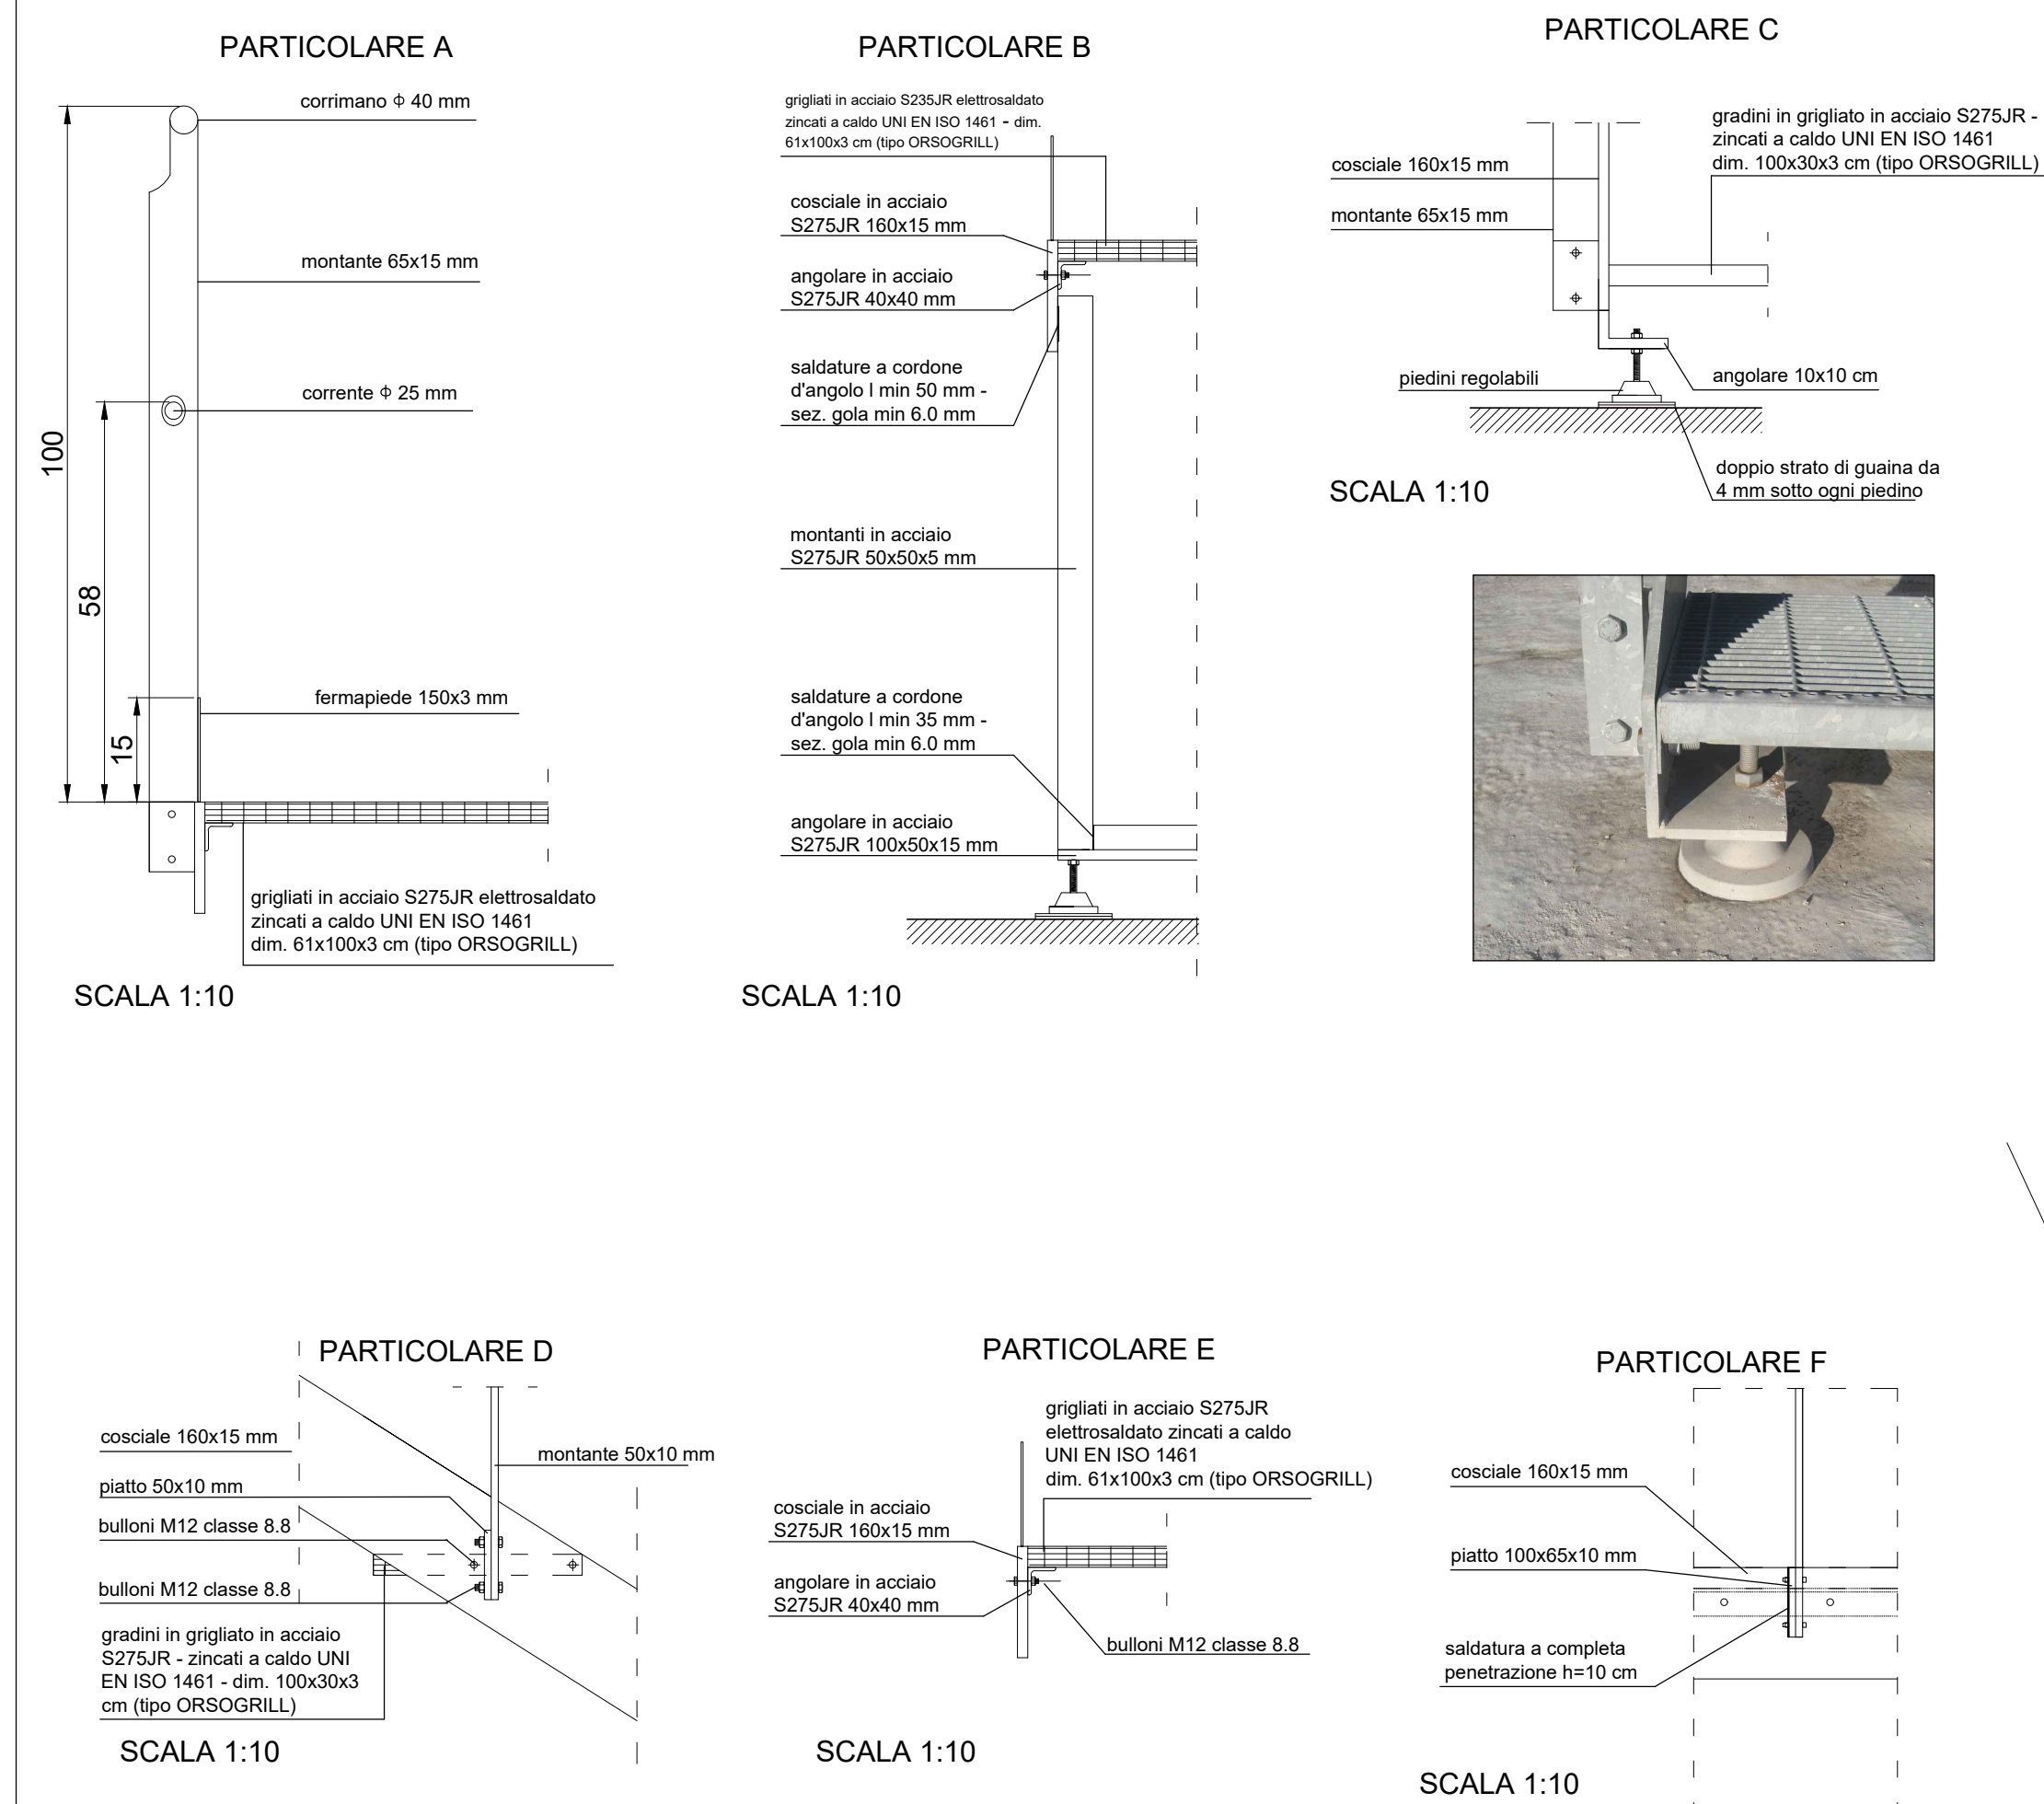 PARTICOLARE A
corrimano Φ 40 mm
montante 65x15 mm
corrente Φ 25 mm
100
58
15
fermapiede 150x3 mm
grigliati in acciaio S275JR elettrosaldato
zincati a caldo UNI EN ISO 1461
dim. 61x100x3 cm (tipo ORSOGRILL)
SCALA 1:10
PARTICOLARE B
grigliati in acciaio S235JR elettrosaldato
zincati a caldo UNI EN ISO 1461 - dim.
61x100x3 cm (tipo ORSOGRILL)
cosciale in acciaio
S275JR 160x15 mm
angolare in acciaio
S275JR 40x40 mm
saldature a cordone
d'angolo l min 50 mm -
sez. gola min 6.0 mm
montanti in acciaio
S275JR 50x50x5 mm
saldature a cordone
d'angolo l min 35 mm -
sez. gola min 6.0 mm
angolare in acciaio
S275JR 100x50x15 mm
SCALA 1:10
PARTICOLARE C
gradini in grigliato in acciaio S275JR -
zincati a caldo UNI EN ISO 1461
dim. 100x30x3 cm (tipo ORSOGRILL)
cosciale 160x15 mm
montante 65x15 mm
piedini regolabili
angolare 10x10 cm
doppio strato di guaina da
4 mm sotto ogni piedino
SCALA 1:10
PARTICOLARE D
cosciale 160x15 mm
montante 50x10 mm
piatto 50x10 mm
bulloni M12 classe 8.8
bulloni M12 classe 8.8
gradini in grigliato in acciaio
S275JR - zincati a caldo UNI
EN ISO 1461 - dim. 100x30x3
cm (tipo ORSOGRILL)
SCALA 1:10
PARTICOLARE E
grigliati in acciaio S275JR
elettrosaldato zincati a caldo
UNI EN ISO 1461
dim. 61x100x3 cm (tipo ORSOGRILL)
cosciale in acciaio
S275JR 160x15 mm
angolare in acciaio
S275JR 40x40 mm
bulloni M12 classe 8.8
SCALA 1:10
PARTICOLARE F
cosciale 160x15 mm
piatto 100x65x10 mm
saldatura a completa
penetrazione h=10 cm
SCALA 1:10